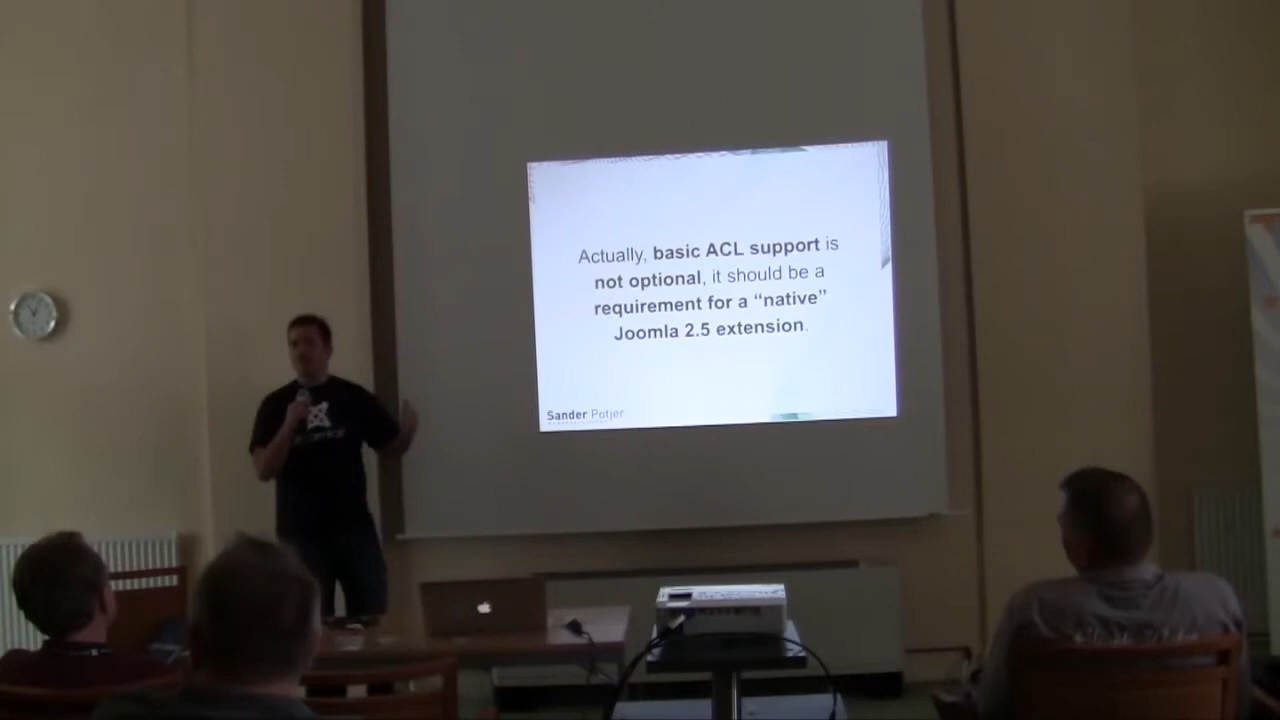 Actually, basic ACL support is
not optional, it should be a
requirement for a “native”
Joomla 2.5 extension.
Sander Potjer